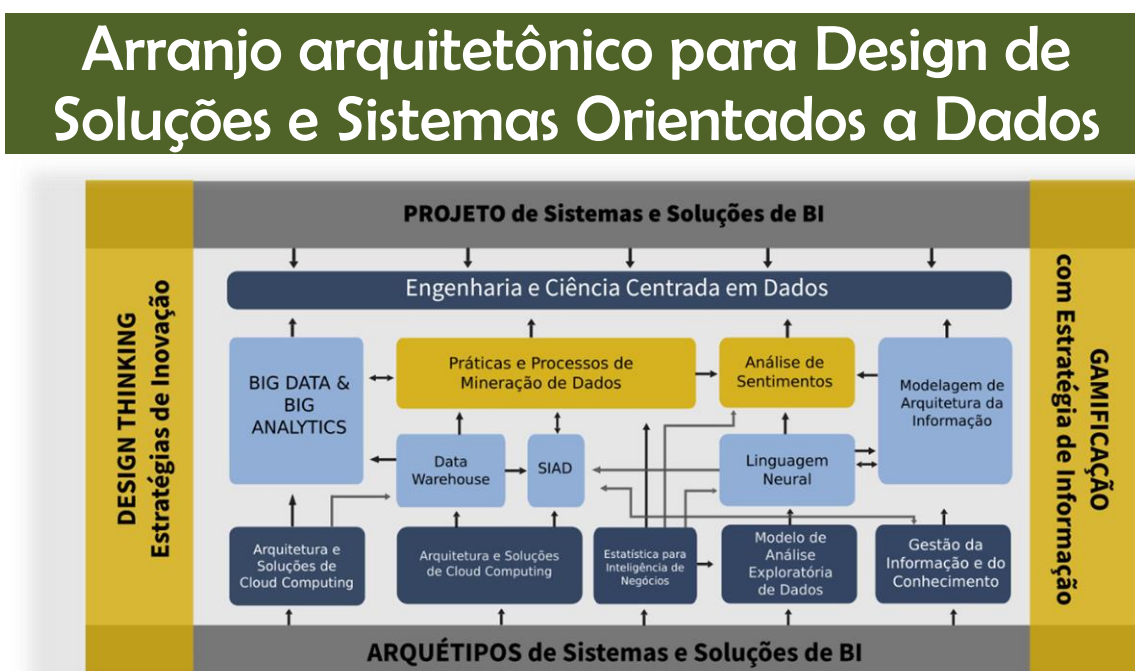 Arranjo arquitetônico para Design de
Soluções e Sistemas Orientados a Dados
PROJETO de Sistemas e Soluções de BI
DESIGN THINKING
Estratégias de Inovação
Engenharia e Ciência Centrada em Dados
BIG DATA &
BIG
ANALYTICS
Práticas e Processos de
Mineração de Dados
Análise de
Sentimentos
Modelagem de
Arquitetura da
Informação
Data
Warehouse
SIAD
Linguagem
Neural
Arquitetura e
Soluções de
Cloud Computing
Arquitetura e Soluções
de Cloud Computing
Estatística para
Inteligência de
Negócios
Modelo de
Análise
Exploratória
de Dados
Gestão da
Informação e do
Conhecimento
GAMIFICAÇÃO
com Estratégia de Informação
ARQUÉTIPOS de Sistemas e Soluções de BI